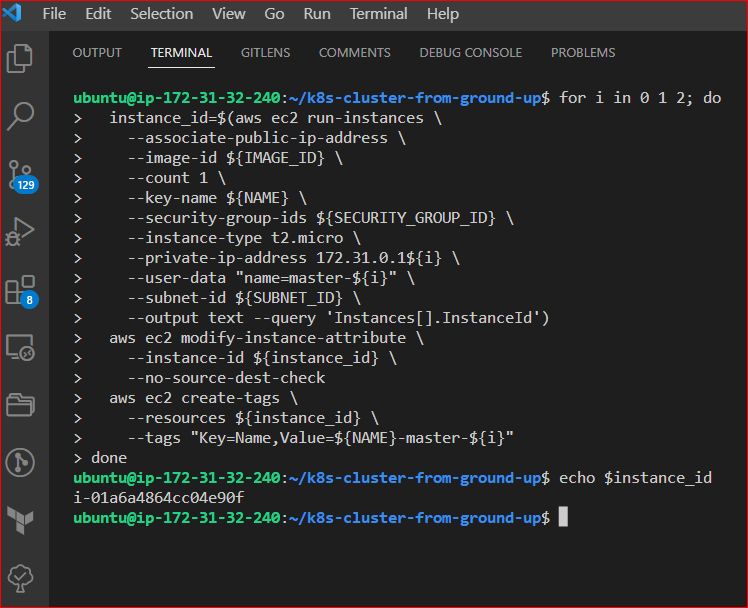 File Edit Selection View Go Run Terminal Help
OUTPUT TERMINAL GITLENS COMMENTS DEBUG CONSOLE PROBLEMS
ubuntu@ip-172-31-32-240:~/k8s-cluster-from-ground-up$ for i in 0 1 2; do
>   instance_id=$(aws ec2 run-instances \
>     --associate-public-ip-address \
>     --image-id ${IMAGE_ID} \
>     --count 1 \
>     --key-name ${NAME} \
>     --security-group-ids ${SECURITY_GROUP_ID} \
>     --instance-type t2.micro \
>     --private-ip-address 172.31.0.1${i} \
>     --user-data "name=master-${i}" \
>     --subnet-id ${SUBNET_ID} \
>     --output text --query 'Instances[].InstanceId')
>   aws ec2 modify-instance-attribute \
>     --instance-id ${instance_id} \
>     --no-source-dest-check
>   aws ec2 create-tags \
>     --resources ${instance_id} \
>     --tags "Key=Name,Value=${NAME}-master-${i}"
> done
ubuntu@ip-172-31-32-240:~/k8s-cluster-from-ground-up$ echo $instance_id
i-01a6a4864cc04e90f
ubuntu@ip-172-31-32-240:~/k8s-cluster-from-ground-up$
129
8